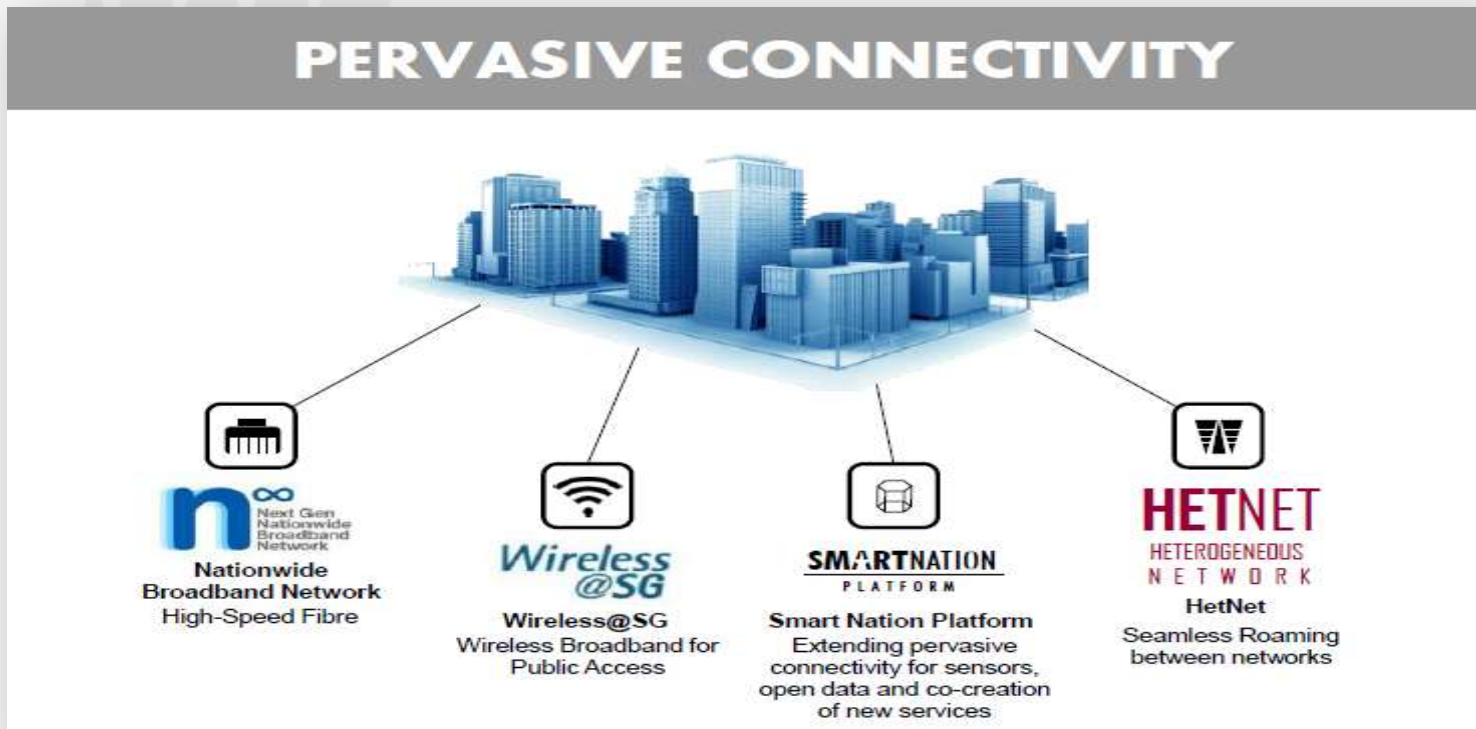 PERVASIVE CONNECTIVITY
n∞
Next Gen
Nationwide
Broadband
Network
Nationwide
Broadband Network
High-Speed Fibre
Wireless
@SG
Wireless@SG
Wireless Broadband for
Public Access
SMARTNATION
PLATFORM
Smart Nation Platform
Extending pervasive
connectivity for sensors,
open data and co-creation
of new services
HETNET
HETEROGENEOUS
NETWORK
HetNet
Seamless Roaming
between networks